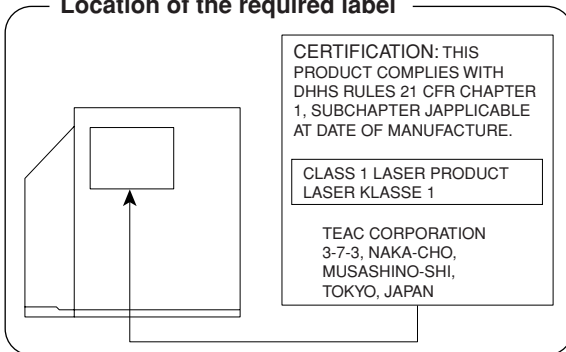 Location of the required label
CERTIFICATION: THIS
PRODUCT COMPLIES WITH
DHHS RULES 21 CFR CHAPTER
1, SUBCHAPTER JAPPLICABLE
AT DATE OF MANUFACTURE.
CLASS 1 LASER PRODUCT
LASER KLASSE 1
TEAC CORPORATION
3-7-3, NAKA-CHO,
MUSASHINO-SHI,
TOKYO, JAPAN